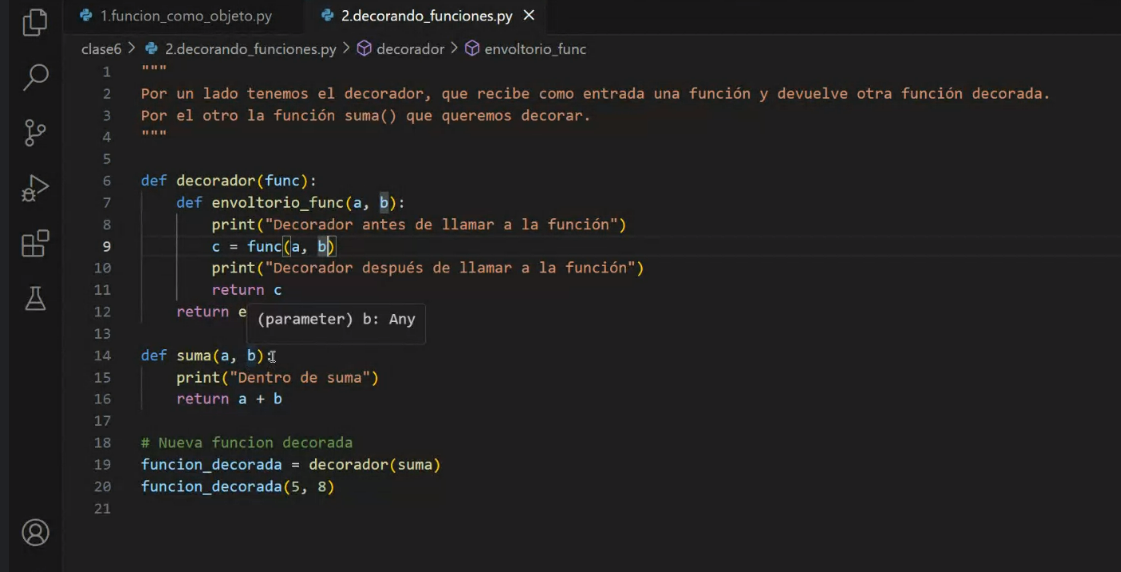 1.funcion_como_objeto.py 2.decorando_funciones.py
clase6 > 2.decorando_funciones.py > decorador > envoltorio_func
1 """
2 Por un lado tenemos el decorador, que recibe como entrada una función y devuelve otra función decorada.
3 Por el otro la función suma() que queremos decorar.
4 """
5
6 def decorador(func):
7 def envoltorio_func(a, b):
8 print("Decorador antes de llamar a la función")
9 c = func(a, b)
10 print("Decorador después de llamar a la función")
11 return c
12 return e
(parameter) b: Any
13
14 def suma(a, b):
15 print("Dentro de suma")
16 return a + b
17
18 # Nueva funcion decorada
19 funcion_decorada = decorador(suma)
20 funcion_decorada(5, 8)
21